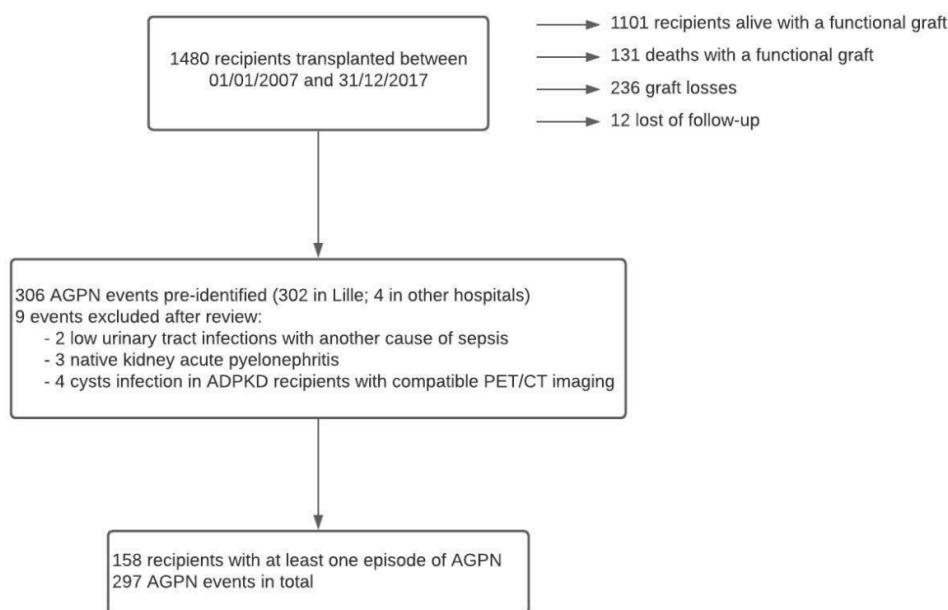 1480 recipients transplanted between
01/01/2007 and 31/12/2017
1101 recipients alive with a functional graft
131 deaths with a functional graft
236 graft losses
12 lost of follow-up
306 AGPN events pre-identified (302 in Lille; 4 in other hospitals)
9 events excluded after review:
- 2 low urinary tract infections with another cause of sepsis
- 3 native kidney acute pyelonephritis
- 4 cysts infection in ADPKD recipients with compatible PET/CT imaging
158 recipients with at least one episode of AGPN
297 AGPN events in total